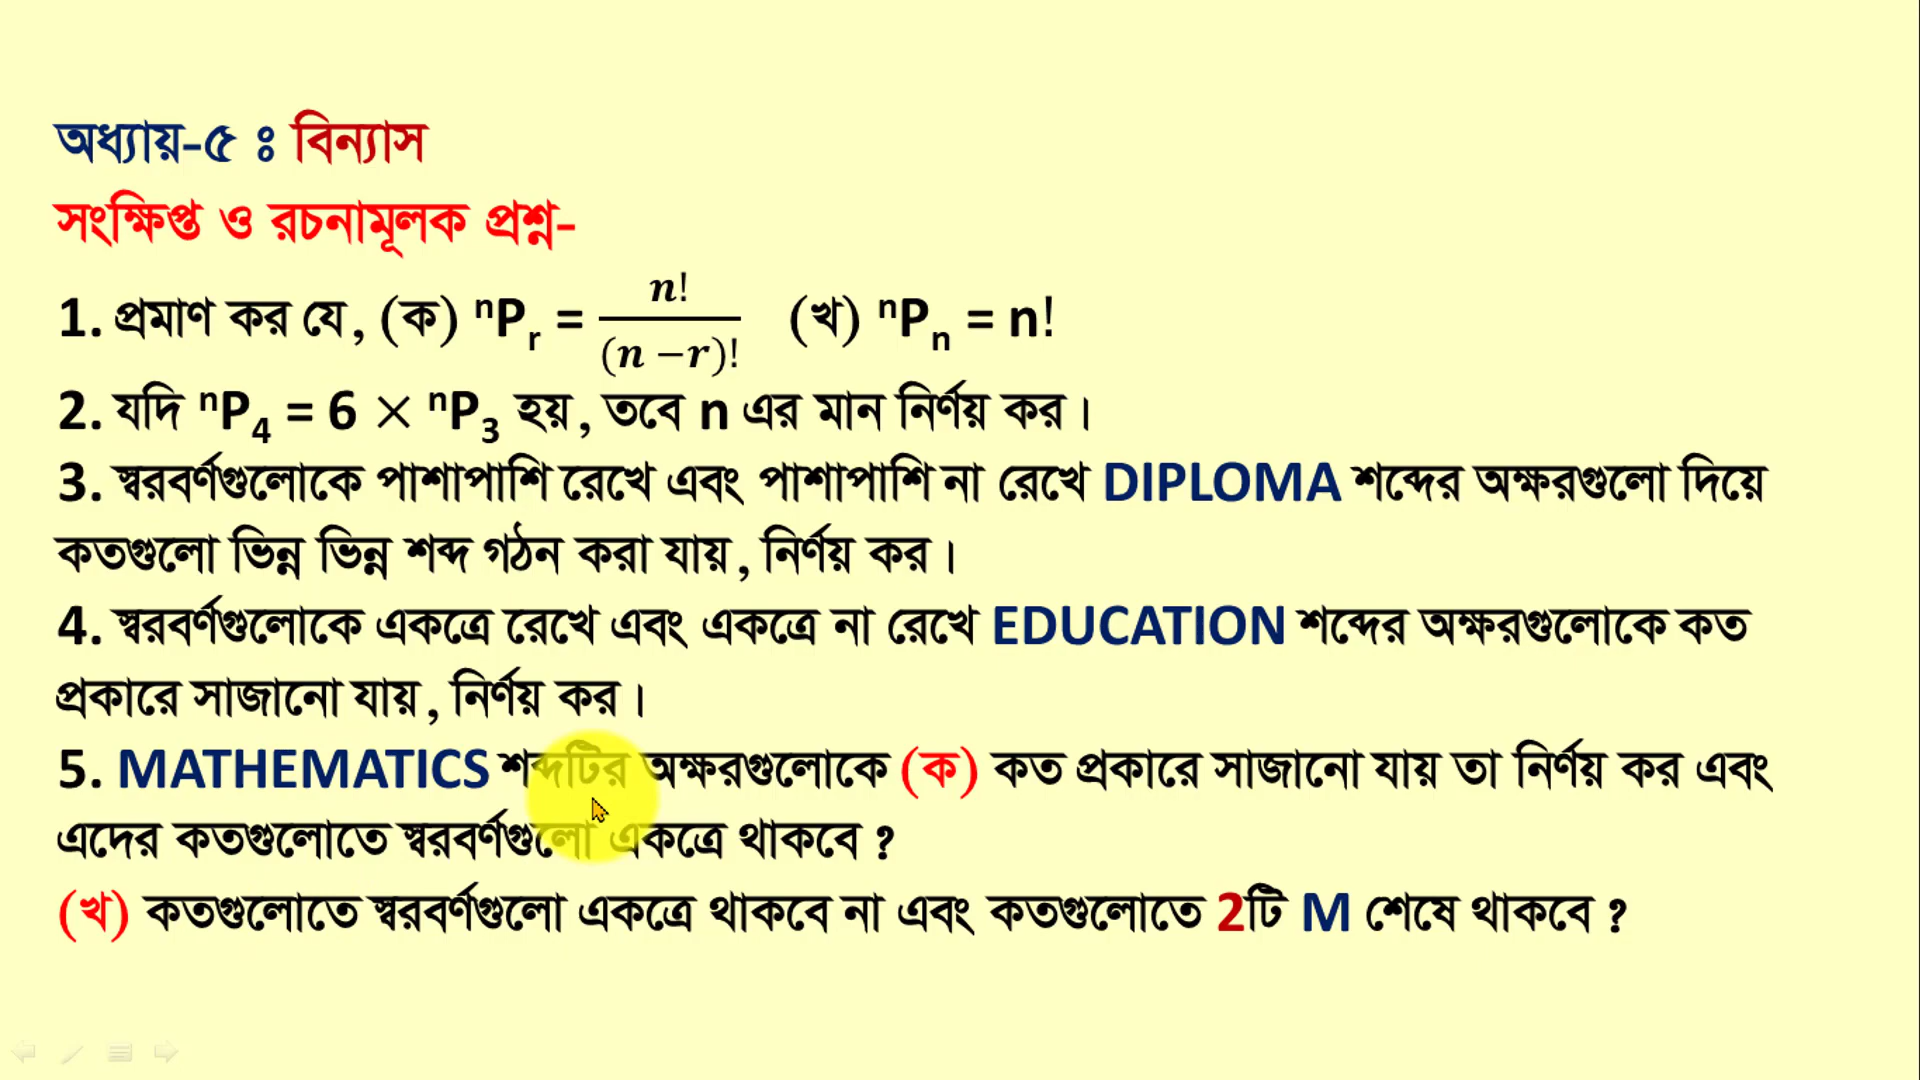 অধ্যায়-৫ ঃ বিন্যাস
সংক্ষিপ্ত ও রচনামূলক প্রশ্ন-
1. প্রমাণ কর যে, (ক) ⁿPᵣ = n!/(n −r)! (খ) ⁿPₙ = n!
2. যদি ⁿP₄ = 6 × ⁿP₃ হয়, তবে n এর মান নির্ণয় কর।
3. স্বরবর্ণগুলোকে পাশাপাশি রেখে এবং পাশাপাশি না রেখে DIPLOMA শব্দের অক্ষরগুলো দিয়ে
কতগুলো ভিন্ন ভিন্ন শব্দ গঠন করা যায়, নির্ণয় কর।
4. স্বরবর্ণগুলোকে একত্রে রেখে এবং একত্রে না রেখে EDUCATION শব্দের অক্ষরগুলোকে কত
প্রকারে সাজানো যায়, নির্ণয় কর।
5. MATHEMATICS শব্দটির অক্ষরগুলোকে (ক) কত প্রকারে সাজানো যায় তা নির্ণয় কর এবং
এদের কতগুলোতে স্বরবর্ণগুলো একত্রে থাকবে ?
(খ) কতগুলোতে স্বরবর্ণগুলো একত্রে থাকবে না এবং কতগুলোতে 2টি M শেষে থাকবে ?